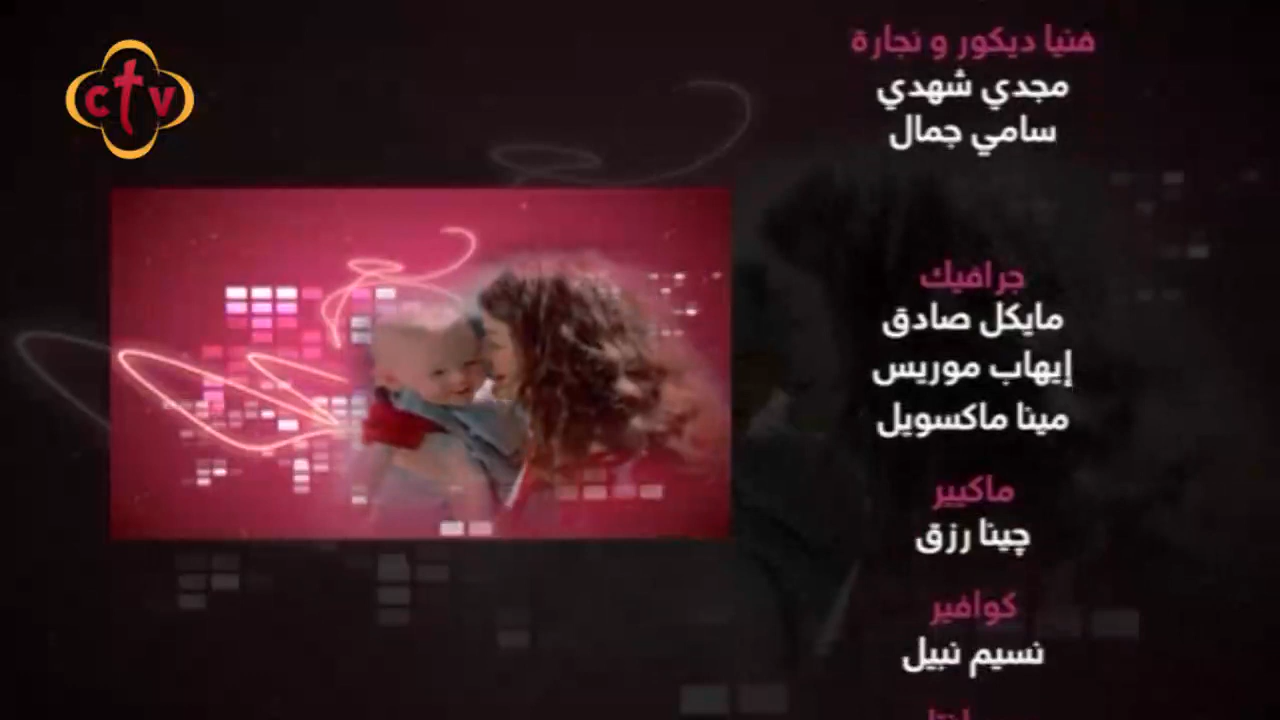 ctv
فنيا ديكور و نجارة
مجدي شهدي
سامي جمال
جرافيك
مايكل صادق
إيهاب موريس
مينا ماكسويل
ماكيير
چينا رزق
كوافير
نسيم نبيل